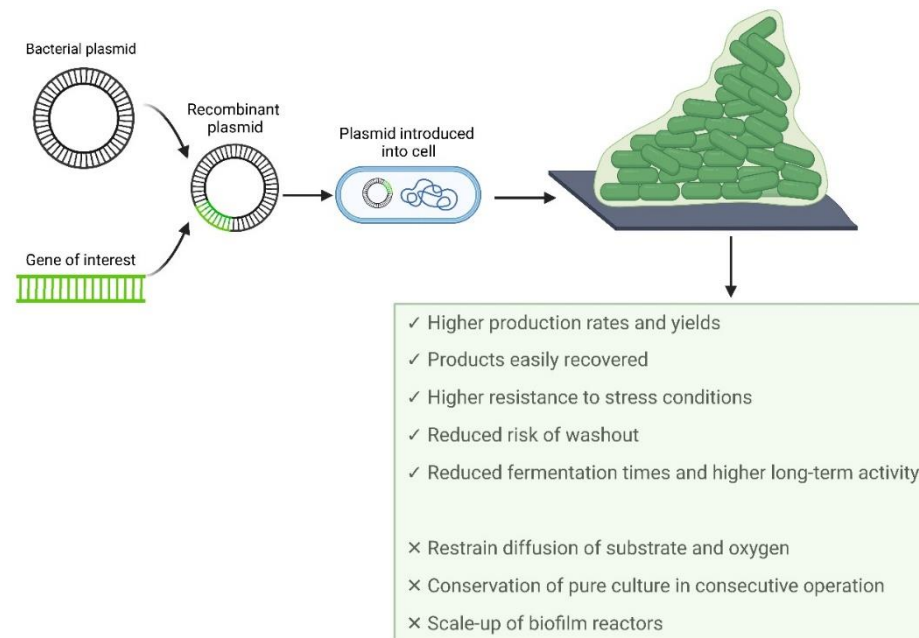 Bacterial plasmid
Recombinant
plasmid
Plasmid introduced
into cell
Gene of interest
✓ Higher production rates and yields
✓ Products easily recovered
✓ Higher resistance to stress conditions
✓ Reduced risk of washout
✓ Reduced fermentation times and higher long-term activity
✕ Restrain diffusion of substrate and oxygen
✕ Conservation of pure culture in consecutive operation
✕ Scale-up of biofilm reactors